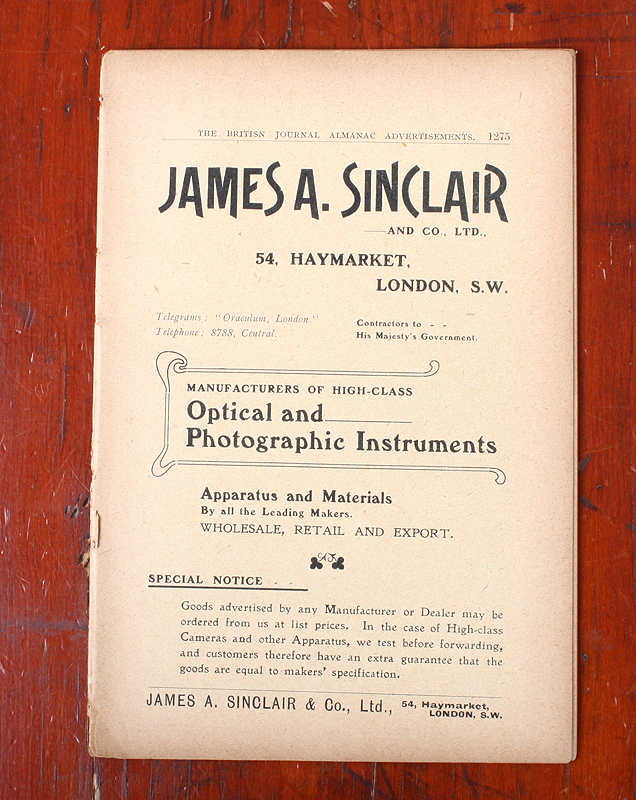 THE BRITISH JOURNAL ALMANAC ADVERTISEMENTS. 1275
JAMES A. SINCLAIR
AND CO., LTD.,
54, HAYMARKET,
LONDON, S.W.
Telegrams: "Oraculum, London."
Telephone: 8788, Central.
Contractors to - -
His Majesty's Government.
MANUFACTURERS OF HIGH-CLASS
Optical and
Photographic Instruments
Apparatus and Materials
By all the Leading Makers.
WHOLESALE, RETAIL AND EXPORT.
SPECIAL NOTICE - -
Goods advertised by any Manufacturer or Dealer may be
ordered from us at list prices. In the case of High-class
Cameras and other Apparatus, we test before forwarding,
and customers therefore have an extra guarantee that the
goods are equal to makers' specification.
JAMES A. SINCLAIR & Co., Ltd., 54, Haymarket,
LONDON, S.W.